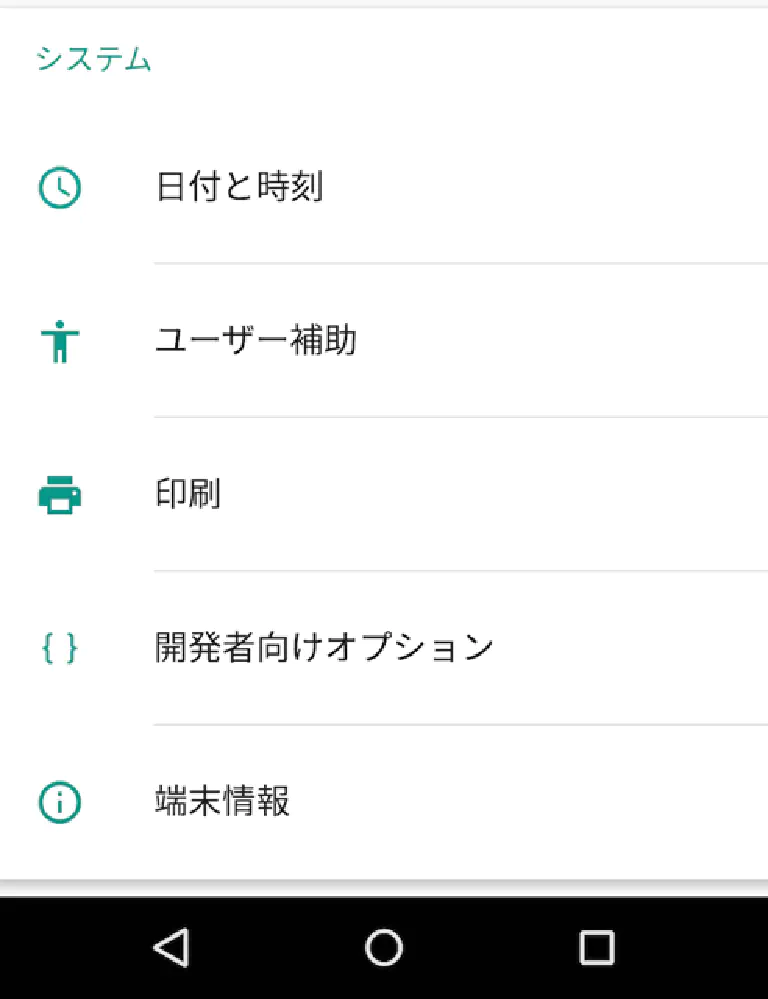 システム
日付と時刻
ユーザー補助
印刷
{ }
開発者向けオプション
端末情報